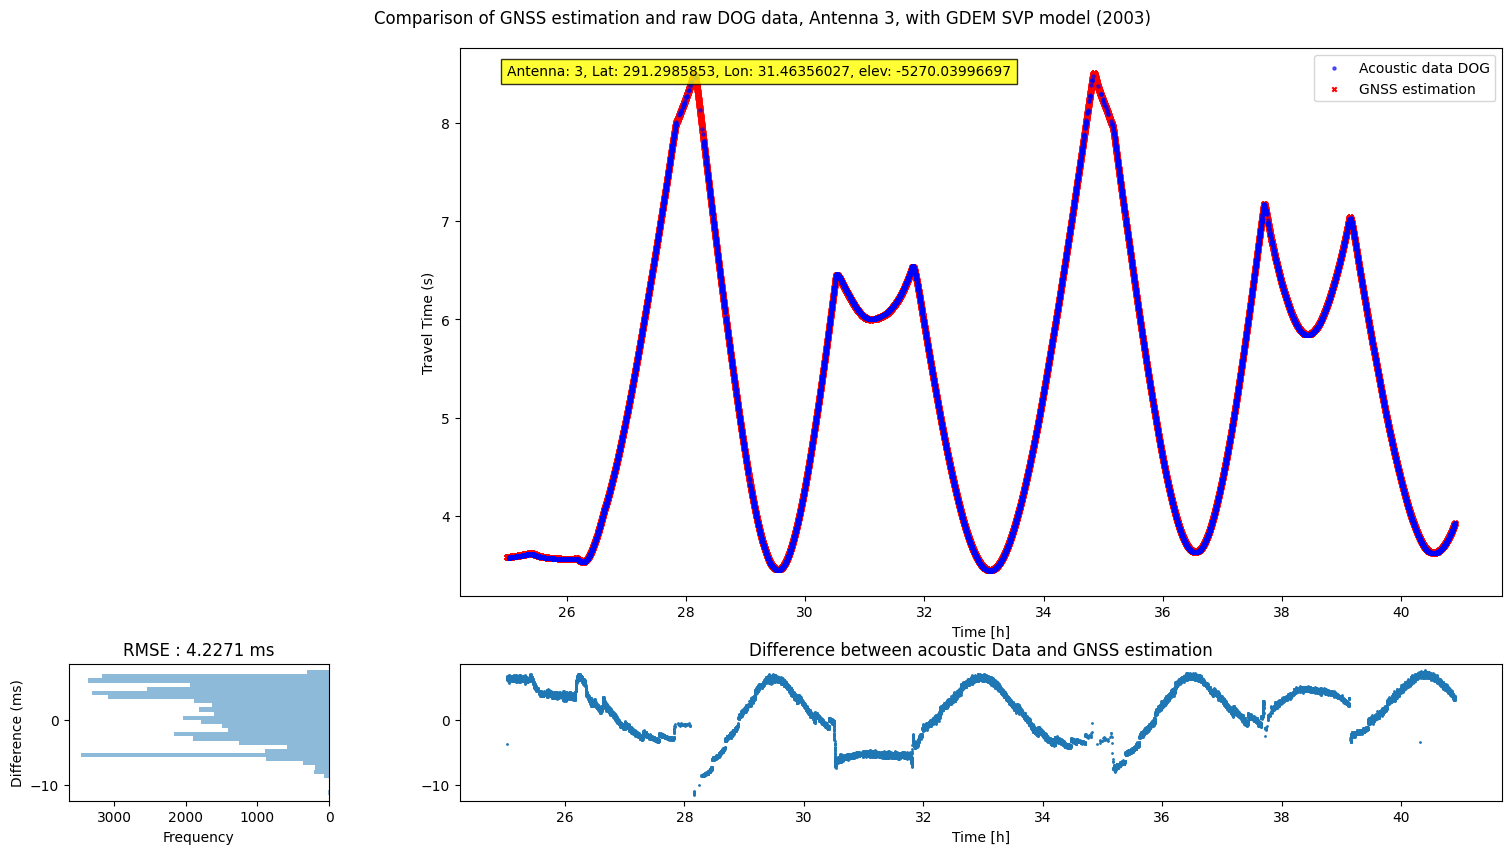 Comparison of GNSS estimation and raw DOG data, Antenna 3, with GDEM SVP model (2003)
Antenna: 3, Lat: 291.2985853, Lon: 31.46356027, elev: -5270.03996697
Acoustic data DOG
GNSS estimation
Travel Time (s)
8
7
6
5
4
26 28 30 32 34 36 38 40
Time [h]
RMSE : 4.2271 ms
Difference (ms)
0
−10
3000 2000 1000 0
Frequency
Difference between acoustic Data and GNSS estimation
0
−10
26 28 30 32 34 36 38 40
Time [h]